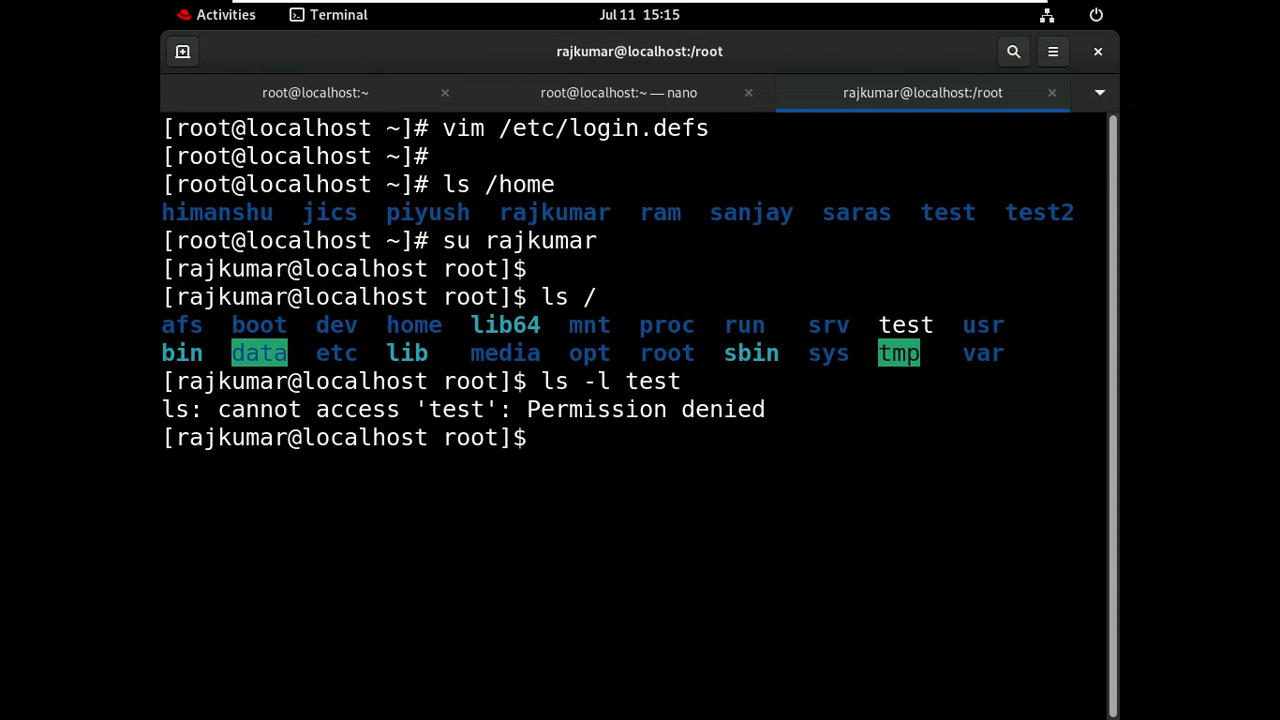 Activities Terminal Jul 11 15:15
rajkumar@localhost:/root
root@localhost:~ × root@localhost:~ — nano × rajkumar@localhost:/root ×
[root@localhost ~]# vim /etc/login.defs
[root@localhost ~]#
[root@localhost ~]# ls /home
himanshu jics piyush rajkumar ram sanjay saras test test2
[root@localhost ~]# su rajkumar
[rajkumar@localhost root]$
[rajkumar@localhost root]$ ls /
afs boot dev home lib64 mnt proc run srv test usr
bin data etc lib media opt root sbin sys tmp var
[rajkumar@localhost root]$ ls -l test
ls: cannot access 'test': Permission denied
[rajkumar@localhost root]$